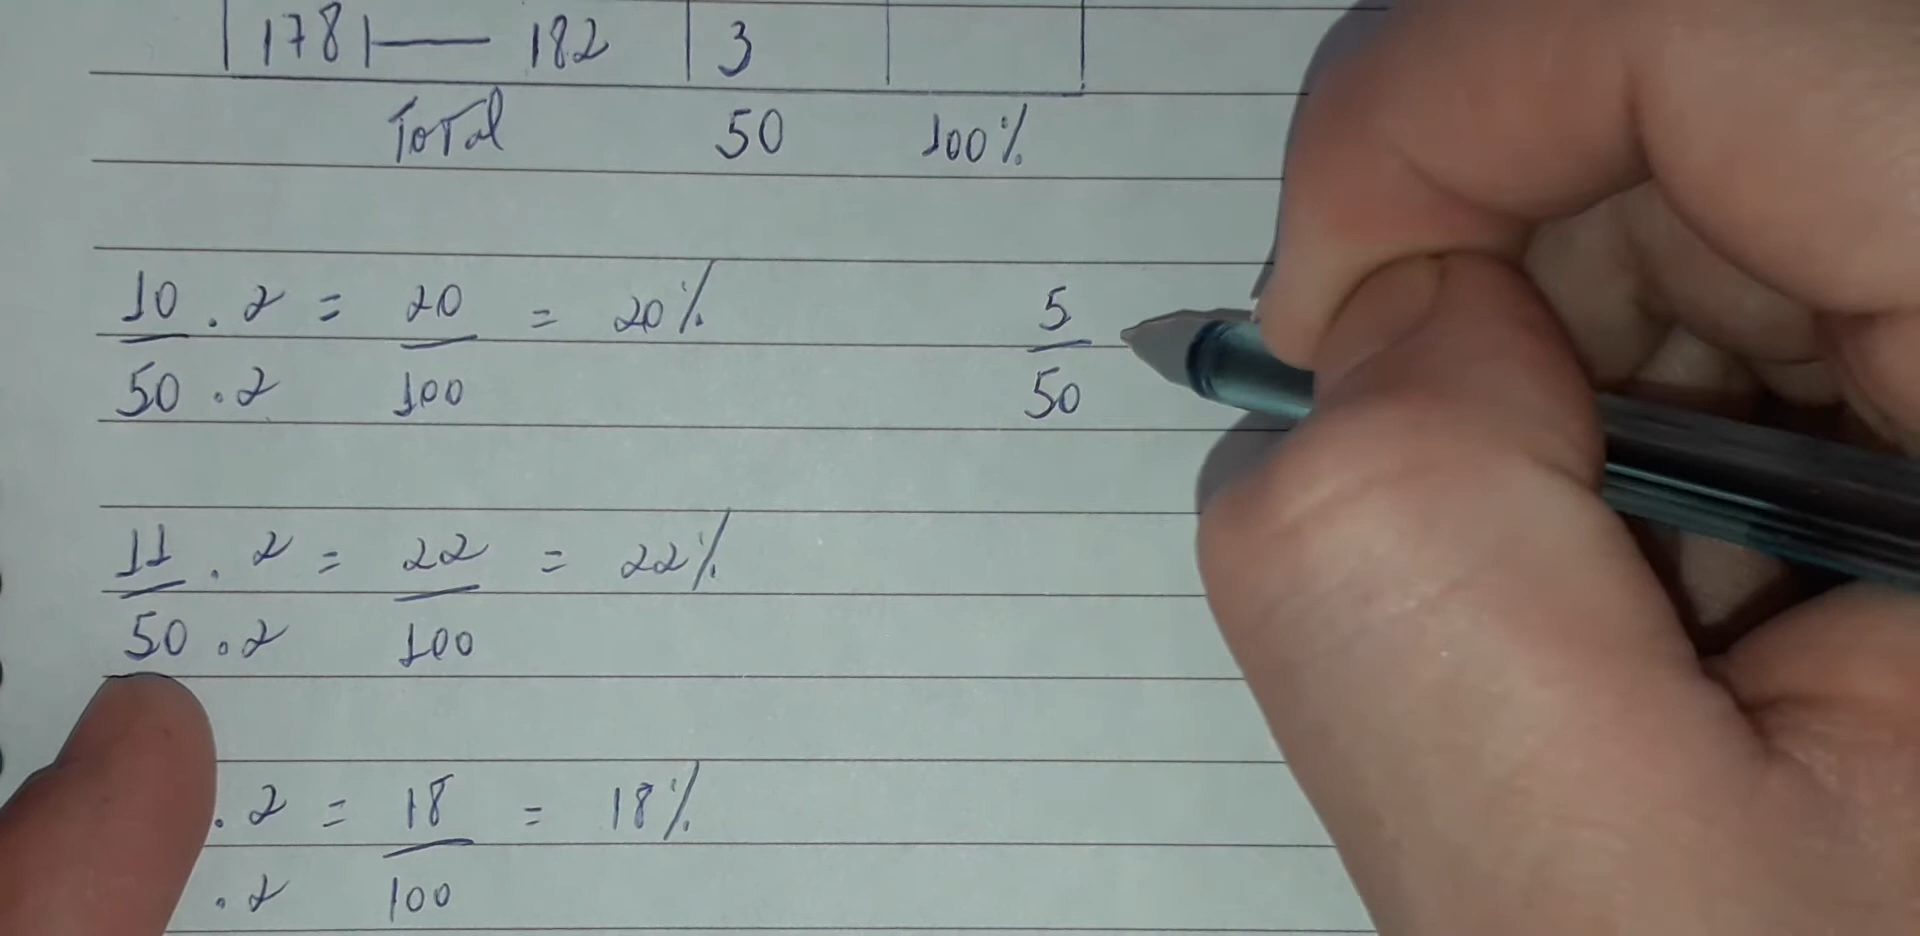 178 |— 182 3
Total 50 100%
10 . 2 = 20 = 20%
50 . 2 100
5
50
11 . 2 = 22 = 22%
50 . 2 100
. 2 = 18 = 18%
. 2 100